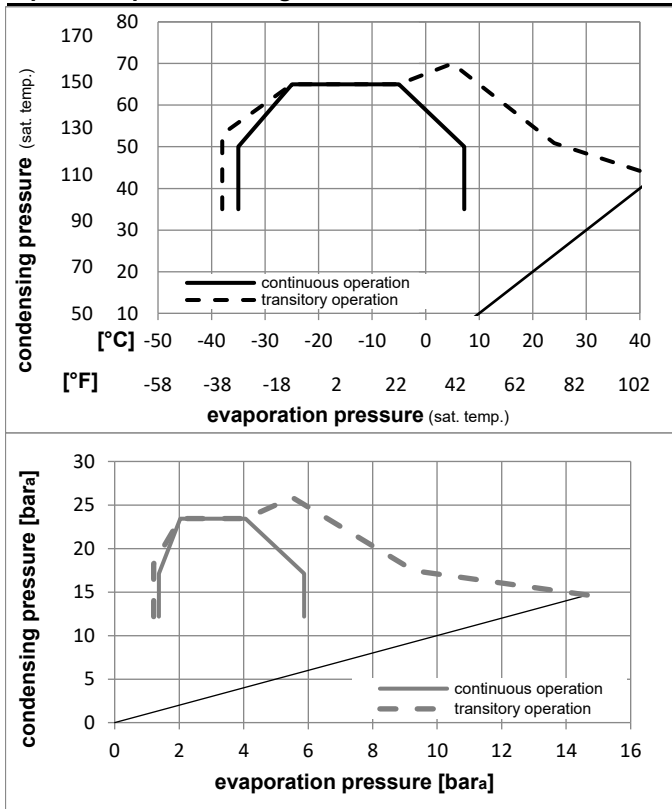 condensing pressure (sat. temp.)
170
150
130
110
90
70
50
80
70
60
50
40
30
20
10
continuous operation
transitory operation
[°C] -50 -40 -30 -20 -10 0 10 20 30 40
[°F] -58 -38 -18 2 22 42 62 82 102
evaporation pressure (sat. temp.)
condensing pressure [bara]
30
25
20
15
10
5
0
continuous operation
transitory operation
0 2 4 6 8 10 12 14 16
evaporation pressure [bara]